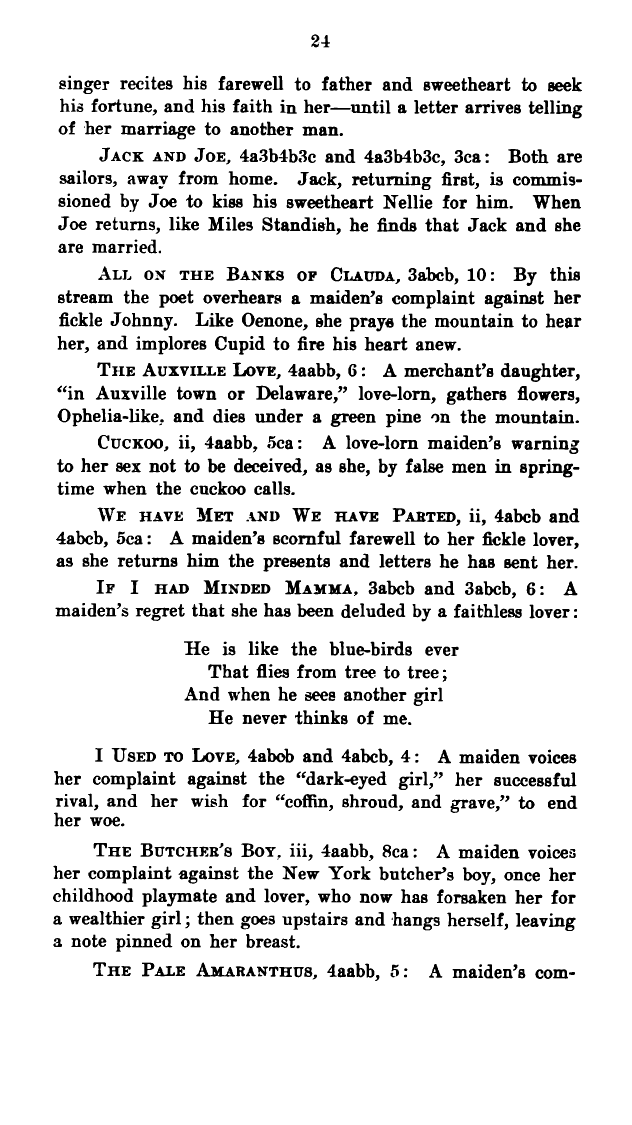 24
singer recites his farewell to father and sweetheart to seek
his fortune, and his faith in her—until a letter arrives telling
of her marriage to another man.
JACK AND JOE, 4a3b4b3c and 4a3b4b3c, 3ca: Both are
sailors, away from home. Jack, returning first, is commis-
sioned by Joe to kiss his sweetheart Nellie for him. When
Joe returns, like Miles Standish, he finds that Jack and she
are married.
ALL ON THE BANKS OF CLAUDA, 3abcb, 10: By this
stream the poet overhears a maiden's complaint against her
fickle Johnny. Like Oenone, she prays the mountain to hear
her, and implores Cupid to fire his heart anew.
THE AUXVILLE LOVE, 4aabb, 6: A merchant's daughter,
"in Auxville town or Delaware," love-lorn, gathers flowers,
Ophelia-like, and dies under a green pine on the mountain.
CUCKOO, ii, 4aabb, 5ca: A love-lorn maiden's warning
to her sex not to be deceived, as she, by false men in spring-
time when the cuckoo calls.
WE HAVE MET AND WE HAVE PARTED, ii, 4abcb and
4abcb, 5ca: A maiden's scornful farewell to her fickle lover,
as she returns him the presents and letters he has sent her.
IF I HAD MINDED MAMMA, 3abcb and 3abcb, 6: A
maiden's regret that she has been deluded by a faithless lover:
He is like the blue-birds ever
That flies from tree to tree;
And when he sees another girl
He never thinks of me.
I USED TO LOVE, 4abob and 4abcb, 4: A maiden voices
her complaint against the "dark-eyed girl," her successful
rival, and her wish for "coffin, shroud, and grave," to end
her woe.
THE BUTCHER'S BOY, iii, 4aabb, 8ca: A maiden voices
her complaint against the New York butcher's boy, once her
childhood playmate and lover, who now has forsaken her for
a wealthier girl; then goes upstairs and hangs herself, leaving
a note pinned on her breast.
THE PALE AMARANTHUS, 4aabb, 5: A maiden's com-